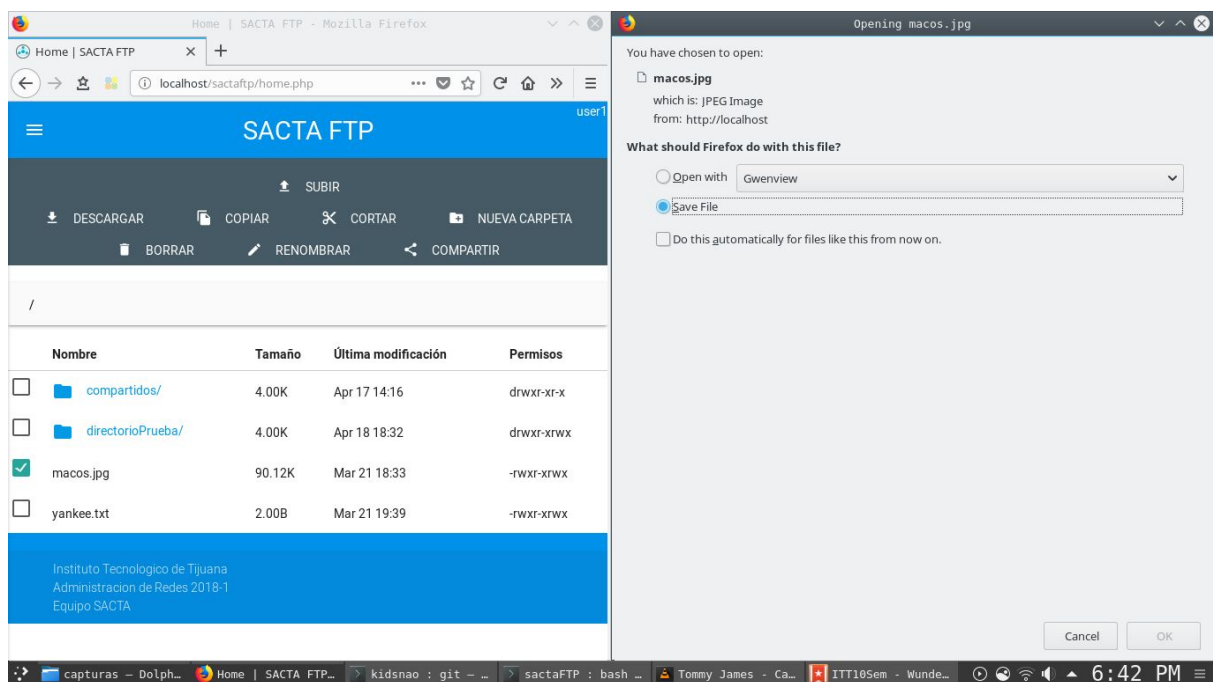 Home | SACTA FTP - Mozilla Firefox
Home | SACTA FTP
localhost/sactaftp/home.php
user1
SACTA FTP
SUBIR
DESCARGAR COPIAR CORTAR NUEVA CARPETA
BORRAR RENOMBRAR COMPARTIR
/
Nombre Tamaño Última modificación Permisos
compartidos/ 4.00K Apr 17 14:16 drwxr-xr-x
directorioPrueba/ 4.00K Apr 18 18:32 drwxr-xrwx
macos.jpg 90.12K Mar 21 18:33 -rwxr-xrwx
yankee.txt 2.00B Mar 21 19:39 -rwxr-xrwx
Instituto Tecnologico de Tijuana
Administracion de Redes 2018-1
Equipo SACTA
Opening macos.jpg
You have chosen to open:
macos.jpg
which is: JPEG Image
from: http://localhost
What should Firefox do with this file?
Open with Gwenview
Save File
Do this automatically for files like this from now on.
Cancel OK
capturas – Dolph… Home | SACTA FTP… kidsnao : git – … sactaFTP : bash … Tommy James - Ca… ITT10Sem - Wunde… 6:42 PM